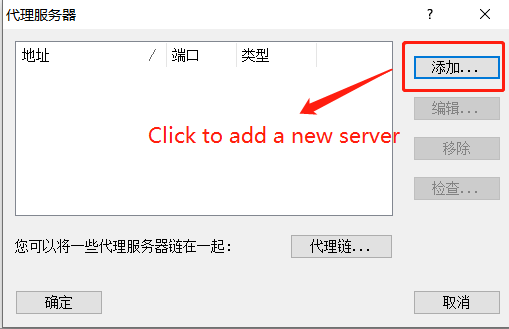 代理服务器
地址 / 端口 类型
添加...
编辑...
Click to add a new server
移除
检查...
您可以将一些代理服务器链在一起:
代理链...
确定
取消